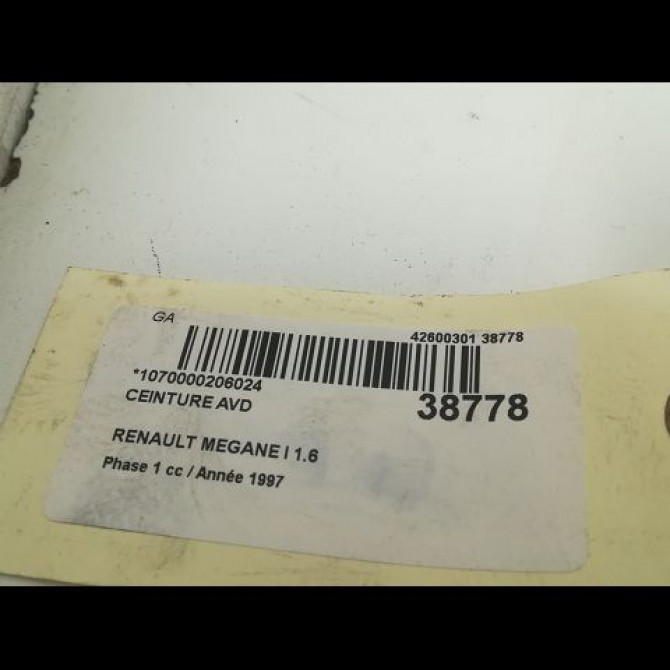 GA
42600301 38778
*1070000206024
38778
CEINTURE AVD
RENAULT MEGANE I 1.6
Phase 1 cc / Année 1997